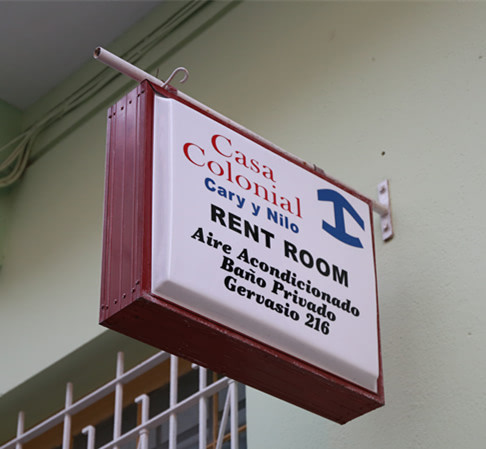 Casa
Colonial
Cary y Nilo
RENT ROOM
Aire Acondicionado
Baño Privado
Gervasio 216